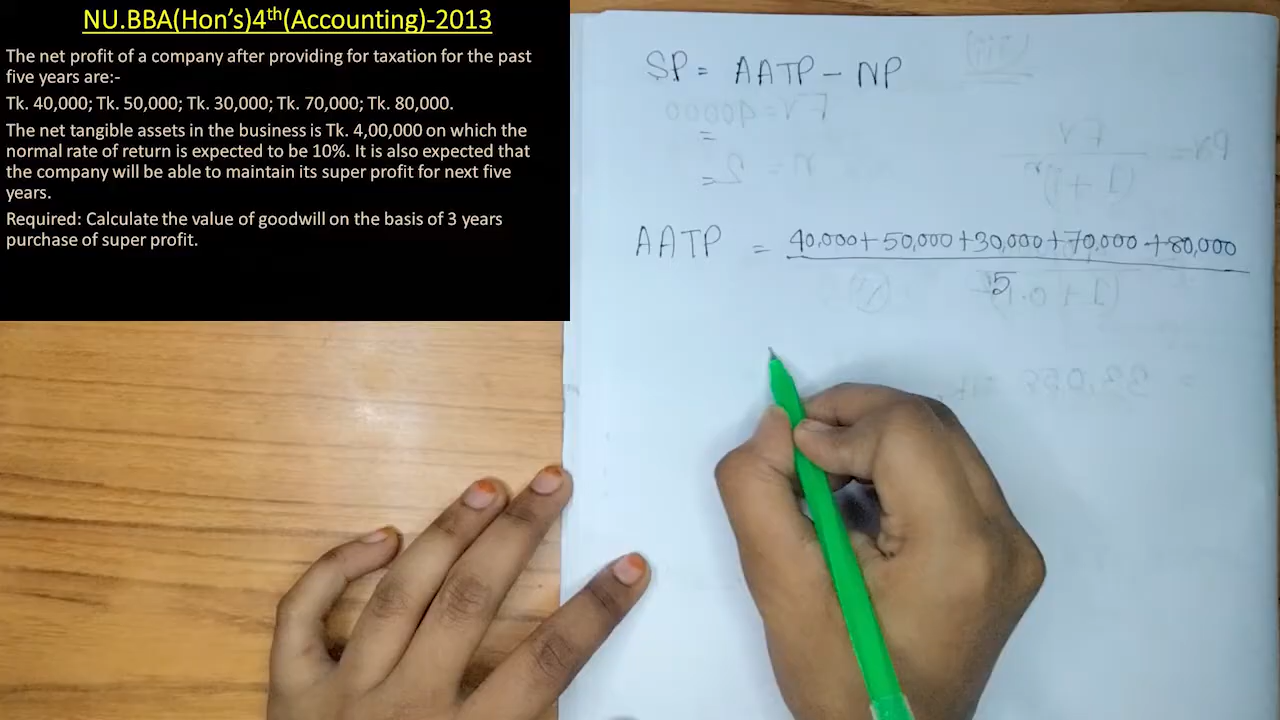 NU.BBA(Hon's)4th(Accounting)-2013
The net profit of a company after providing for taxation for the past
five years are:-
Tk. 40,000; Tk. 50,000; Tk. 30,000; Tk. 70,000; Tk. 80,000.
The net tangible assets in the business is Tk. 4,00,000 on which the
normal rate of return is expected to be 10%. It is also expected that
the company will be able to maintain its super profit for next five
years.
Required: Calculate the value of goodwill on the basis of 3 years
purchase of super profit.
SP = AATP - NP
AATP = 40,000 + 50,000 + 30,000 + 70,000 + 80,000
5